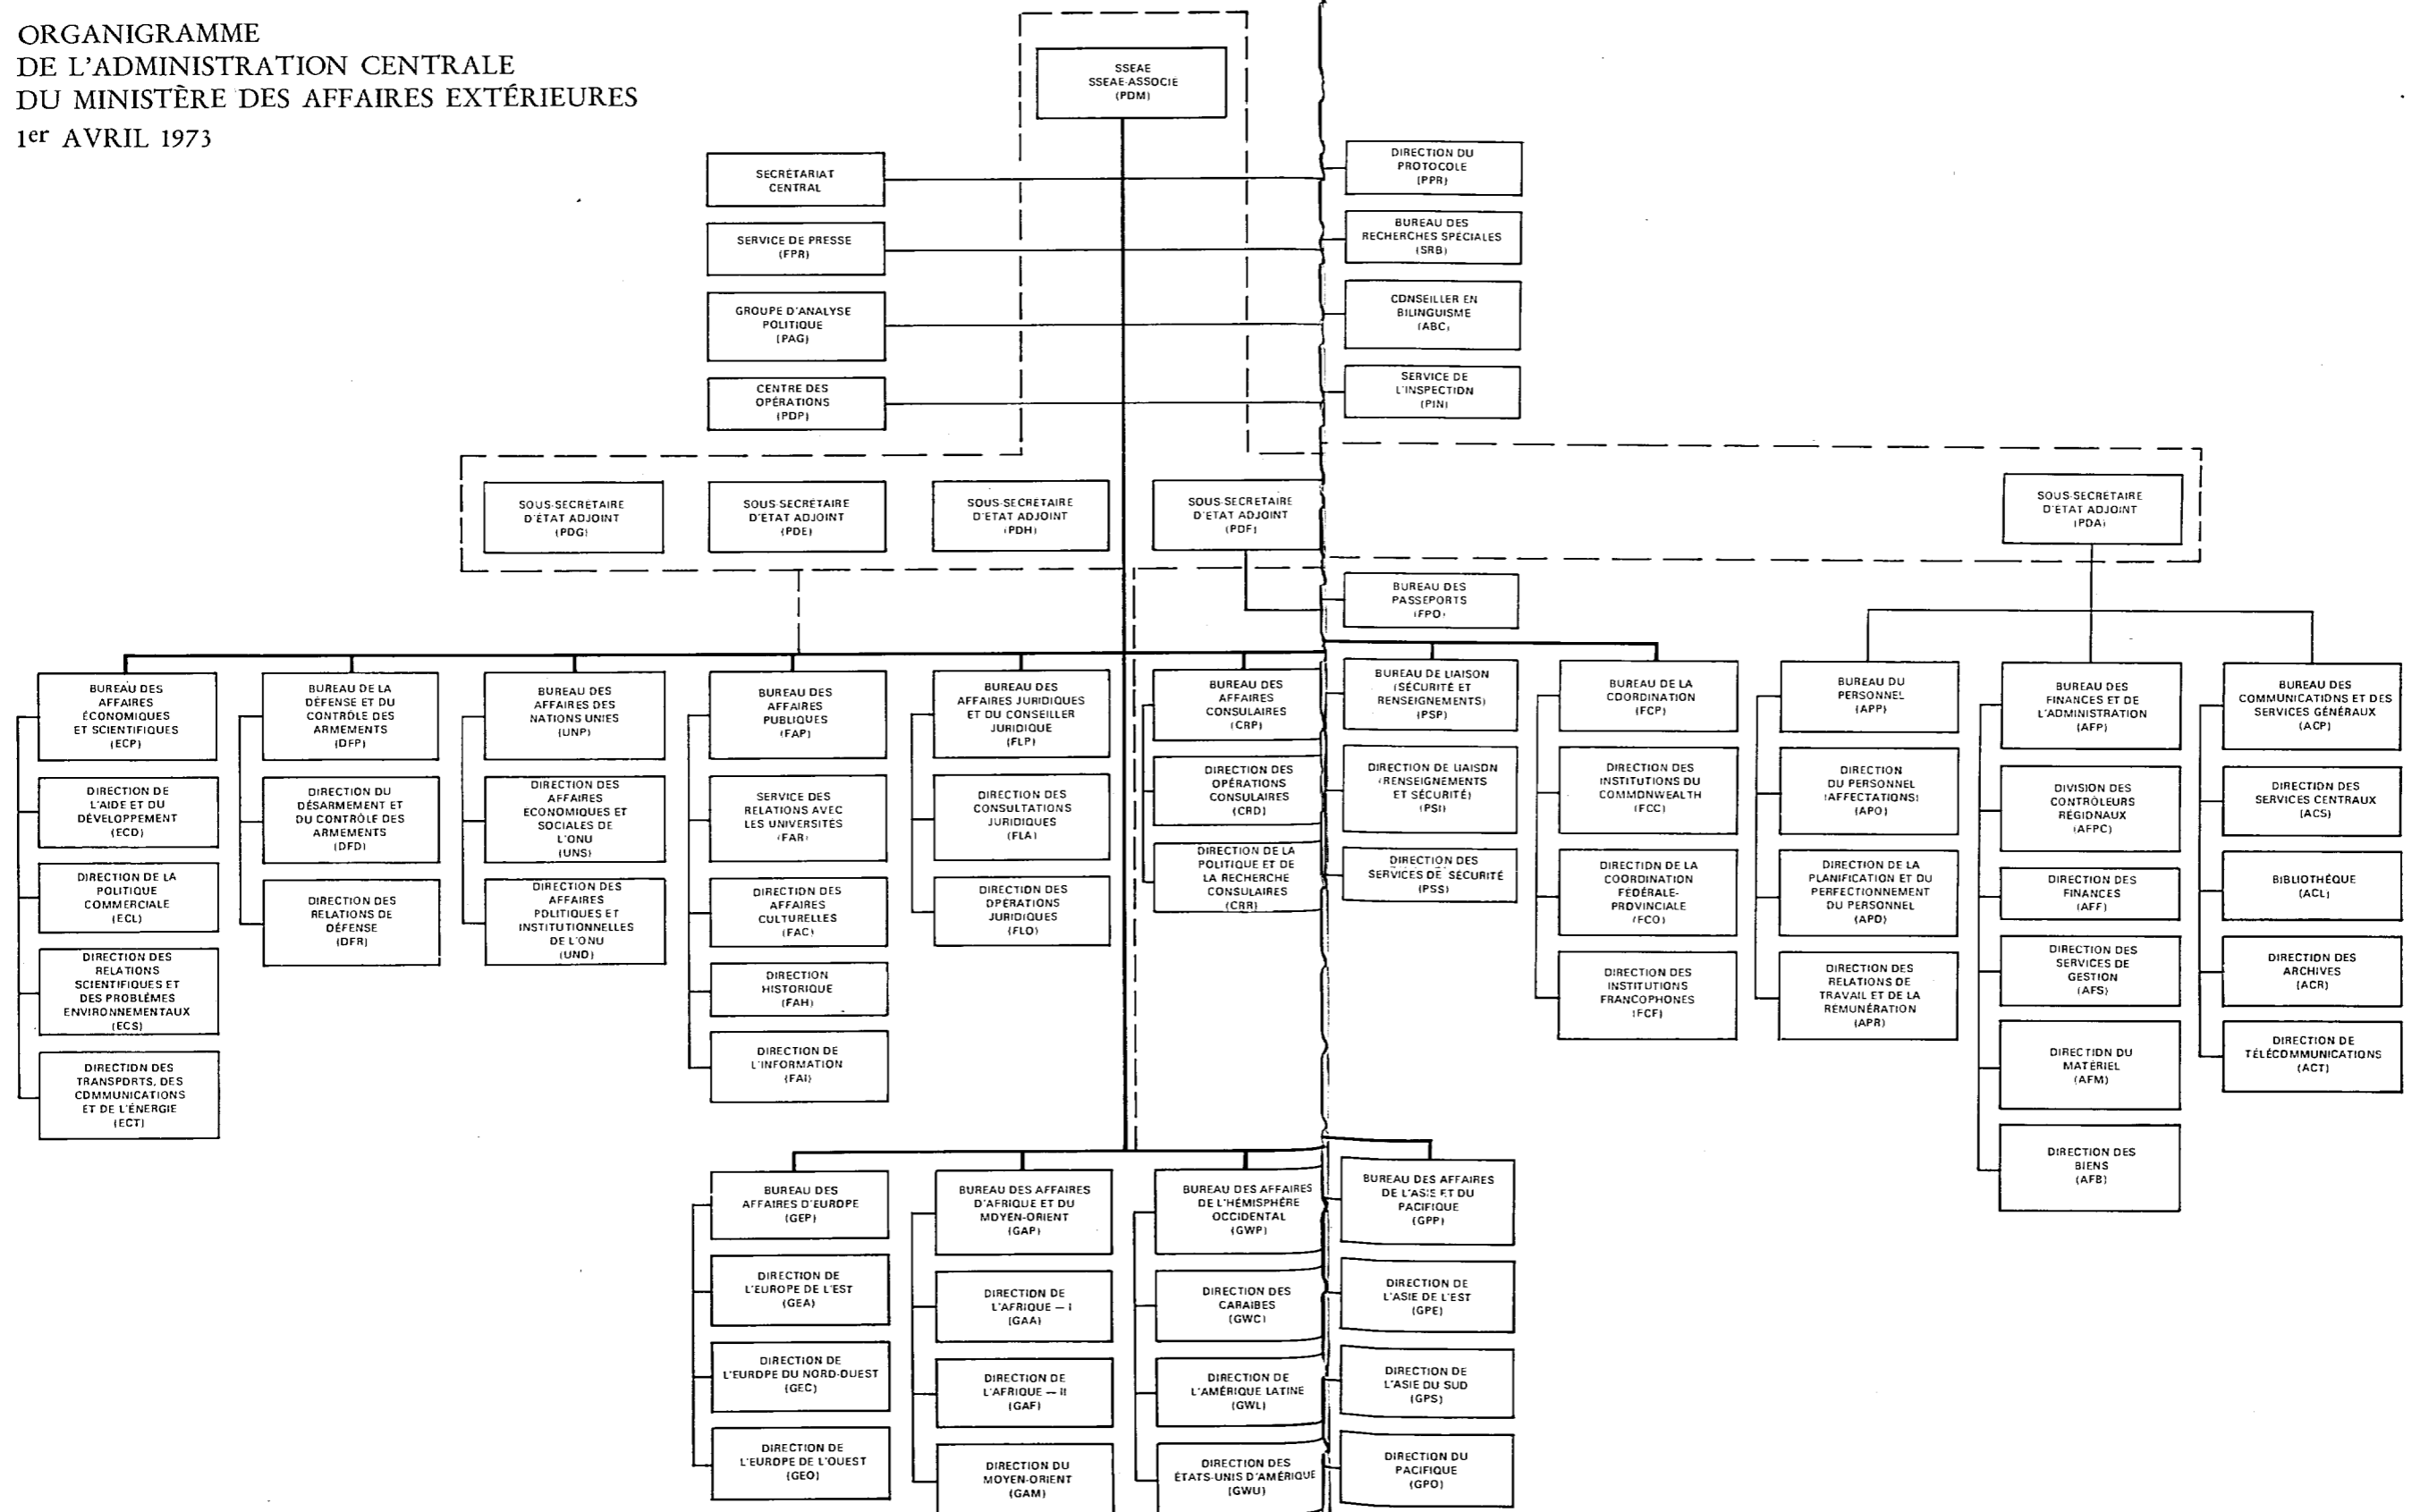 ORGANIGRAMME
DE L'ADMINISTRATION CENTRALE
DU MINISTÈRE DES AFFAIRES EXTÉRIEURES
1er AVRIL 1973
SSEAE
SSEAE-ASSOCIÉ
(PDM)
SECRÉTARIAT
CENTRAL
SERVICE DE PRESSE
(FPR)
GROUPE D'ANALYSE
POLITIQUE
(PAG)
CENTRE DES
OPÉRATIONS
(PDP)
DIRECTION DU
PROTOCOLE
(PPR)
BUREAU DES
RECHERCHES SPÉCIALES
(SRB)
CONSEILLER EN
BILINGUISME
(ABC)
SERVICE DE
L'INSPECTION
(PIN)
SOUS-SECRÉTAIRE
D'ÉTAT ADJOINT
(PDG)
SOUS-SECRÉTAIRE
D'ÉTAT ADJOINT
(PDE)
SOUS-SECRÉTAIRE
D'ÉTAT ADJOINT
(PDH)
SOUS-SECRÉTAIRE
D'ÉTAT ADJOINT
(PDF)
SOUS-SECRÉTAIRE
D'ÉTAT ADJOINT
(PDA)
BUREAU DES
PASSEPORTS
(FPO)
BUREAU DES
AFFAIRES
ÉCONOMIQUES
ET SCIENTIFIQUES
(ECP)
DIRECTION DE
L'AIDE ET DU
DÉVELOPPEMENT
(ECD)
DIRECTION DE LA
POLITIQUE
COMMERCIALE
(ECL)
DIRECTION DES
RELATIONS
SCIENTIFIQUES ET
DES PROBLÈMES
ENVIRONNEMENTAUX
(ECS)
DIRECTION DES
TRANSPORTS, DES
COMMUNICATIONS
ET DE L'ÉNERGIE
(ECT)
BUREAU DE LA
DÉFENSE ET DU
CONTRÔLE DES
ARMEMENTS
(DFP)
DIRECTION DU
DÉSARMEMENT ET
DU CONTRÔLE DES
ARMEMENTS
(DFD)
DIRECTION DES
RELATIONS DE
DÉFENSE
(DFR)
BUREAU DES
AFFAIRES DES
NATIONS UNIES
(UNP)
DIRECTION DES
AFFAIRES
ECONOMIQUES ET
SOCIALES DE
L'ONU
(UNS)
DIRECTION DES
AFFAIRES
POLITIQUES ET
INSTITUTIONNELLES
DE L'ONU
(UNO)
BUREAU DES
AFFAIRES
PUBLIQUES
(FAP)
SERVICE DES
RELATIONS AVEC
LES UNIVERSITÉS
(FAR)
DIRECTION DES
AFFAIRES
CULTURELLES
(FAC)
DIRECTION
HISTORIQUE
(FAH)
DIRECTION DE
L'INFORMATION
(FAI)
BUREAU DES
AFFAIRES JURIDIQUES
ET DU CONSEILLER
JURIDIQUE
(FLP)
DIRECTION DES
CONSULTATIONS
JURIDIQUES
(FLA)
DIRECTION DES
OPÉRATIONS
JURIDIQUES
(FLO)
BUREAU DES
AFFAIRES
CONSULAIRES
(CRP)
DIRECTION DES
OPÉRATIONS
CONSULAIRES
(CRO)
DIRECTION DE LA
POLITIQUE ET DE
LA RECHERCHE
CONSULAIRES
(CRR)
BUREAU DE LIAISON
(SÉCURITÉ ET
RENSEIGNEMENTS)
(PSP)
DIRECTION DE LIAISON
(RENSEIGNEMENTS
ET SÉCURITÉ)
(PSI)
DIRECTION DES
SERVICES DE SÉCURITÉ
(PSS)
BUREAU DE LA
COORDINATION
(FCP)
DIRECTION DES
INSTITUTIONS DU
COMMONWEALTH
(FCC)
DIRECTION DE LA
COORDINATION
FÉDÉRALE-
PROVINCIALE
(FCO)
DIRECTION DES
INSTITUTIONS
FRANCOPHONES
(FCF)
BUREAU DU
PERSONNEL
(APP)
DIRECTION
DU PERSONNEL
(AFFECTATIONS)
(APO)
DIRECTION DE LA
PLANIFICATION ET DU
PERFECTIONNEMENT
DU PERSONNEL
(APD)
DIRECTION DES
RELATIONS DE
TRAVAIL ET DE LA
RÉMUNÉRATION
(APR)
BUREAU DES
FINANCES ET DE
L'ADMINISTRATION
(AFP)
DIVISION DES
CONTRÔLEURS
RÉGIONAUX
(AFPC)
DIRECTION DES
FINANCES
(AFF)
DIRECTION DES
SERVICES DE
GESTION
(AFS)
DIRECTION DU
MATÉRIEL
(AFM)
DIRECTION DES
BIENS
(AFB)
BUREAU DES
COMMUNICATIONS ET DES
SERVICES GÉNÉRAUX
(ACP)
DIRECTION DES
SERVICES CENTRAUX
(ACS)
BIBLIOTHÉQUE
(ACL)
DIRECTION DES
ARCHIVES
(ACR)
DIRECTION DE
TÉLÉCOMMUNICATIONS
(ACT)
BUREAU DES
AFFAIRES D'EUROPE
(GEP)
DIRECTION DE
L'EUROPE DE L'EST
(GEA)
DIRECTION DE
L'EUROPE DU NORD-OUEST
(GEC)
DIRECTION DE
L'EUROPE DE L'OUEST
(GEO)
BUREAU DES AFFAIRES
D'AFRIQUE ET DU
MOYEN-ORIENT
(GAP)
DIRECTION DE
L'AFRIQUE — I
(GAA)
DIRECTION DE
L'AFRIQUE — II
(GAF)
DIRECTION DU
MOYEN-ORIENT
(GAM)
BUREAU DES AFFAIRES
DE L'HÉMISPHÈRE
OCCIDENTAL
(GWP)
DIRECTION DES
CARAIBES
(GWC)
DIRECTION DE
L'AMÉRIQUE LATINE
(GWL)
DIRECTION DES
ÉTATS-UNIS D'AMÉRIQUE
(GWU)
BUREAU DES AFFAIRES
DE L'ASIE ET DU
PACIFIQUE
(GPP)
DIRECTION DE
L'ASIE DE L'EST
(GPE)
DIRECTION DE
L'ASIE DU SUD
(GPS)
DIRECTION DU
PACIFIQUE
(GPO)